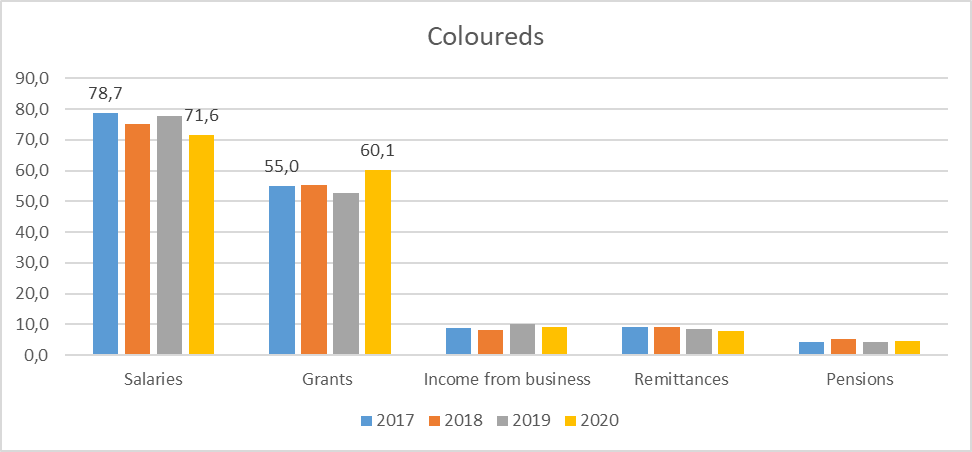 Coloureds
90,0
80,0
70,0
60,0
50,0
40,0
30,0
20,0
10,0
0,0
78,7
71,6
55,0
60,1
Salaries
Grants
Income from business
Remittances
Pensions
2017 2018 2019 2020